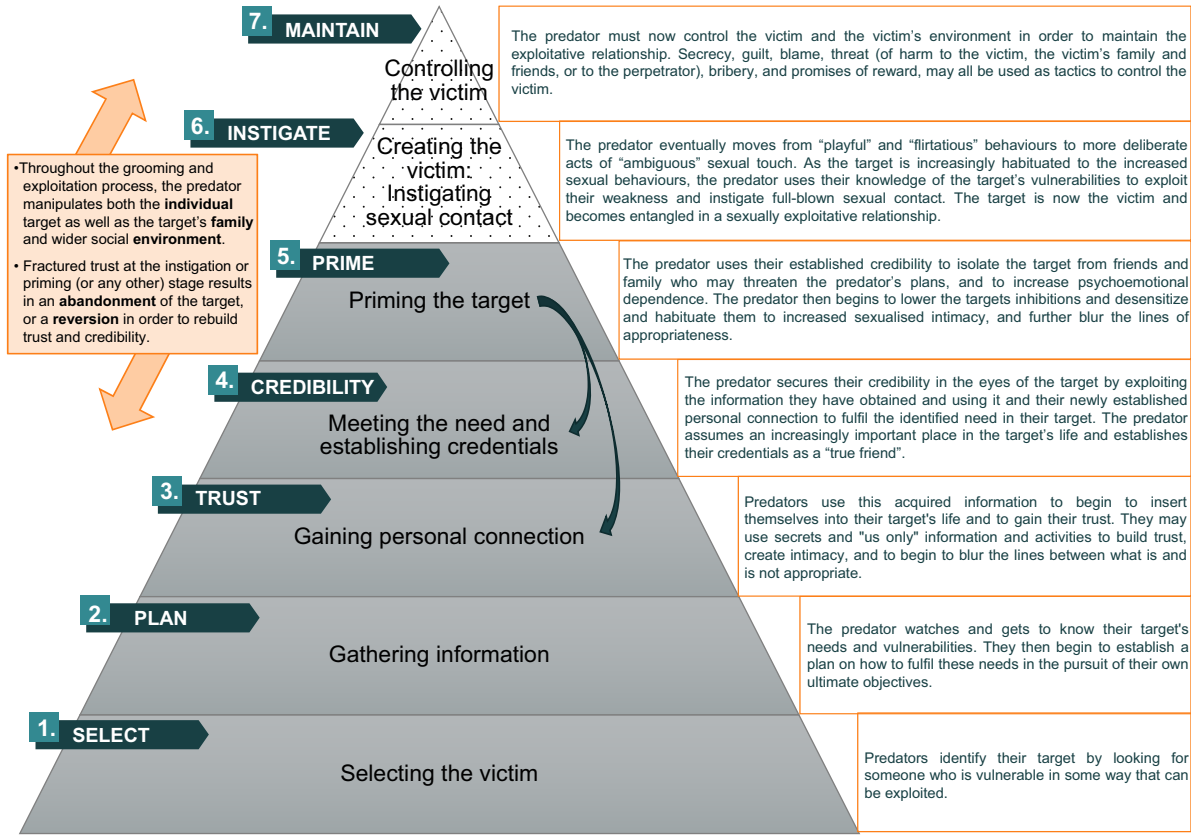 7. MAINTAIN
Controlling
the victim
The predator must now control the victim and the victim's environment in order to maintain the
exploitative relationship. Secrecy, guilt, blame, threat (of harm to the victim, the victim's family and
friends, or to the perpetrator), bribery, and promises of reward, may all be used as tactics to control the
victim.
6. INSTIGATE
Creating the
victim:
Instigating
sexual contact
The predator eventually moves from “playful” and “flirtatious” behaviours to more deliberate
acts of “ambiguous” sexual touch. As the target is increasingly habituated to the increased
sexual behaviours, the predator uses their knowledge of the target's vulnerabilities to exploit
their weakness and instigate full-blown sexual contact. The target is now the victim and
becomes entangled in a sexually exploitative relationship.
•Throughout the grooming and
exploitation process, the predator
manipulates both the individual
target as well as the target's family
and wider social environment.
• Fractured trust at the instigation or
priming (or any other) stage results
in an abandonment of the target,
or a reversion in order to rebuild
trust and credibility.
5. PRIME
Priming the target
The predator uses their established credibility to isolate the target from friends and
family who may threaten the predator's plans, and to increase psychoemotional
dependence. The predator then begins to lower the targets inhibitions and desensitize
and habituate them to increased sexualised intimacy, and further blur the lines of
appropriateness.
4. CREDIBILITY
Meeting the need and
establishing credentials
The predator secures their credibility in the eyes of the target by exploiting
the information they have obtained and using it and their newly established
personal connection to fulfil the identified need in their target. The predator
assumes an increasingly important place in the target's life and establishes
their credentials as a “true friend”.
3. TRUST
Gaining personal connection
Predators use this acquired information to begin to insert
themselves into their target's life and to gain their trust. They may
use secrets and "us only" information and activities to build trust,
create intimacy, and to begin to blur the lines between what is and
is not appropriate.
2. PLAN
Gathering information
The predator watches and gets to know their target's
needs and vulnerabilities. They then begin to establish a
plan on how to fulfil these needs in the pursuit of their own
ultimate objectives.
1. SELECT
Selecting the victim
Predators identify their target by looking for
someone who is vulnerable in some way that can
be exploited.